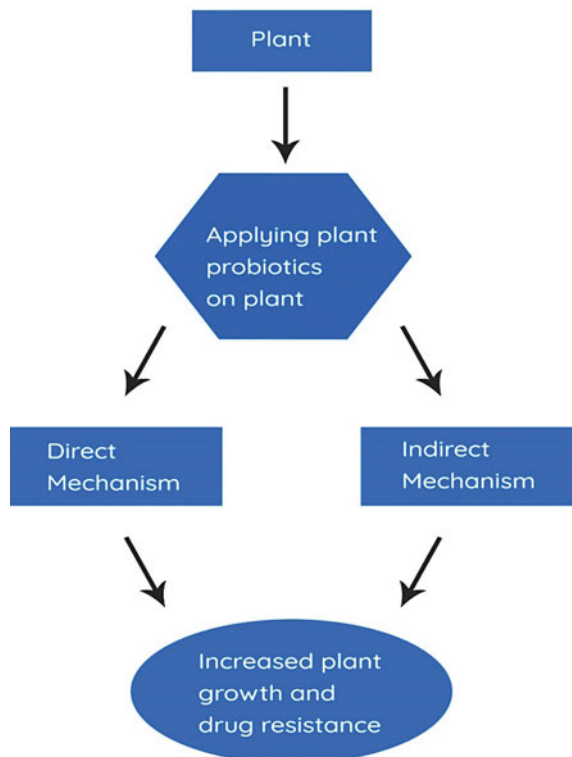 Plant
Applying plant
probiotics
on plant
Direct
Mechanism
Indirect
Mechanism
Increased plant
growth and
drug resistance